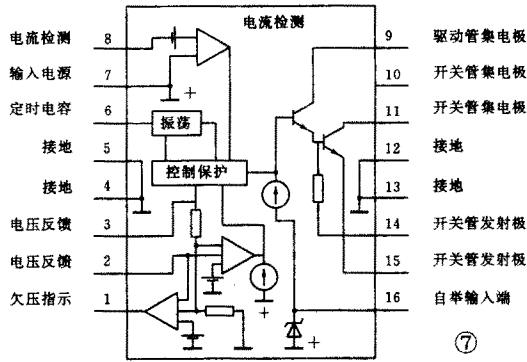 电流检测
电流检测 8
输入电源 7
定时电容 6
接地 5
接地 4
电压反馈 3
电压反馈 2
欠压指示 1
振荡
控制保护
+
+
+
9 驱动管集电极
10 开关管集电极
11 开关管集电极
12 接地
13 接地
14 开关管发射极
15 开关管发射极
16 自举输入端
⑦